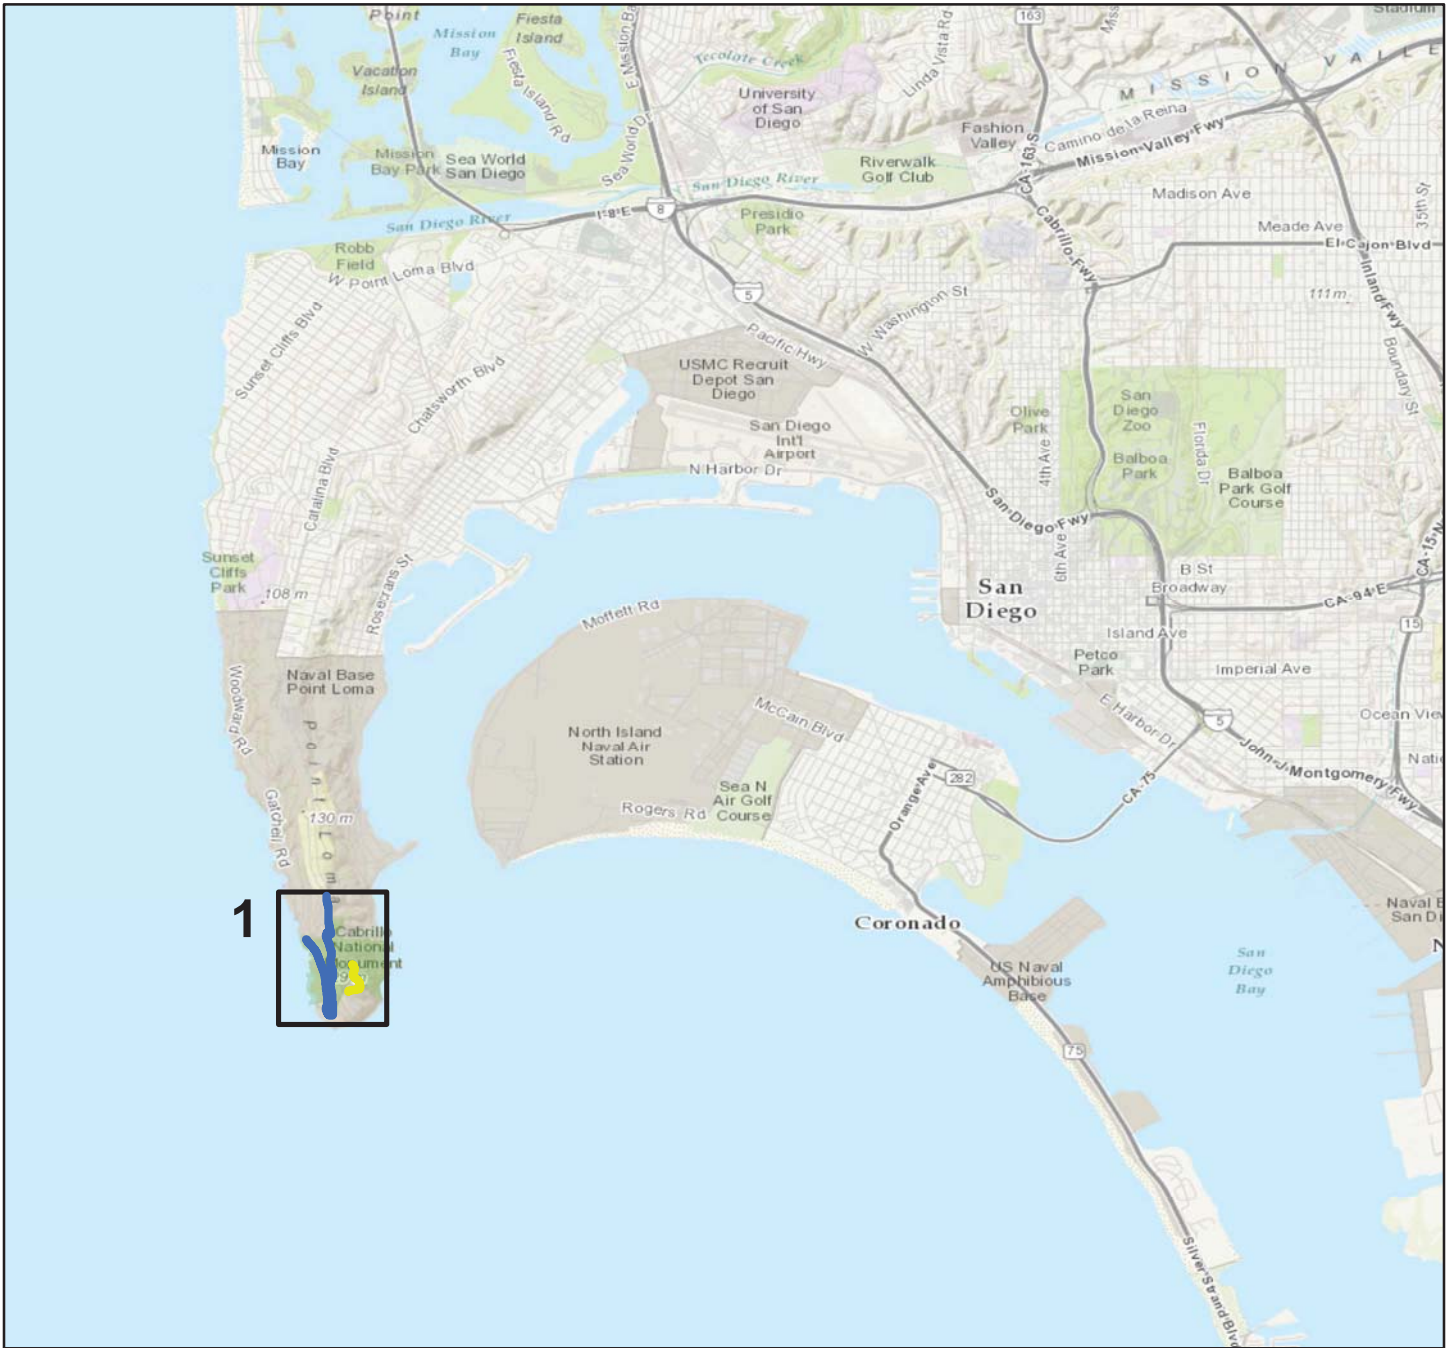 Point
Fiesta
Island
Mission
Bay
Vacation
Island
Fiesta Island Rd
E Mission Ba
Tecolote Creek
Linda Vista Rd
163
Miss
Stadium
MISSION VALLE
University
of San
Diego
Fashion
Valley
Camino de la Reina
Mission Valley Fwy
CA-163 S
Mission
Bay
Mission
Bay Park
Sea World
San Diego
Sea World Dr
Riverwalk
Golf Club
San Diego River
Madison Ave
35th St
San Diego River
I-8 E
8
Presidio
Park
Cabrillo Fwy
Meade Ave
El Cajon Blvd
Robb
Field
W Point Loma Blvd
5
111 m
Inland Fwy
Sunset Cliffs Blvd
Chatsworth Blvd
Pacific Hwy
W Washington St
Boundary St
USMC Recruit
Depot San
Diego
San Diego
Int'l
Airport
N Harbor Dr
Olive
Park
4th Ave
San
Diego
Zoo
Balboa
Park
Florida Dr
Balboa
Park Golf
Course
Catalina Blvd
San Diego Fwy
6th Ave
CA-15 N
Sunset
Cliffs
Park
108 m
Rosecrans St
Moffett Rd
San
Diego
B St
Broadway
CA-94 E
15
Island Ave
Petco
Park
Imperial Ave
Naval Base
Point Loma
Woodward Rd
Point Loma
North Island
Naval Air
Station
McCain Blvd
E Harbor Dr
5
Ocean View
Nati
John J Montgomery Fwy
Sea N
Air Golf
Course
Rogers Rd
Orange Ave
282
CA-75
130 m
Gatchell Rd
1
Cabrillo
National
Monument
Coronado
Naval B
San Di
N
US Naval
Amphibious
Base
San
Diego
Bay
75
Silver Strand Blvd